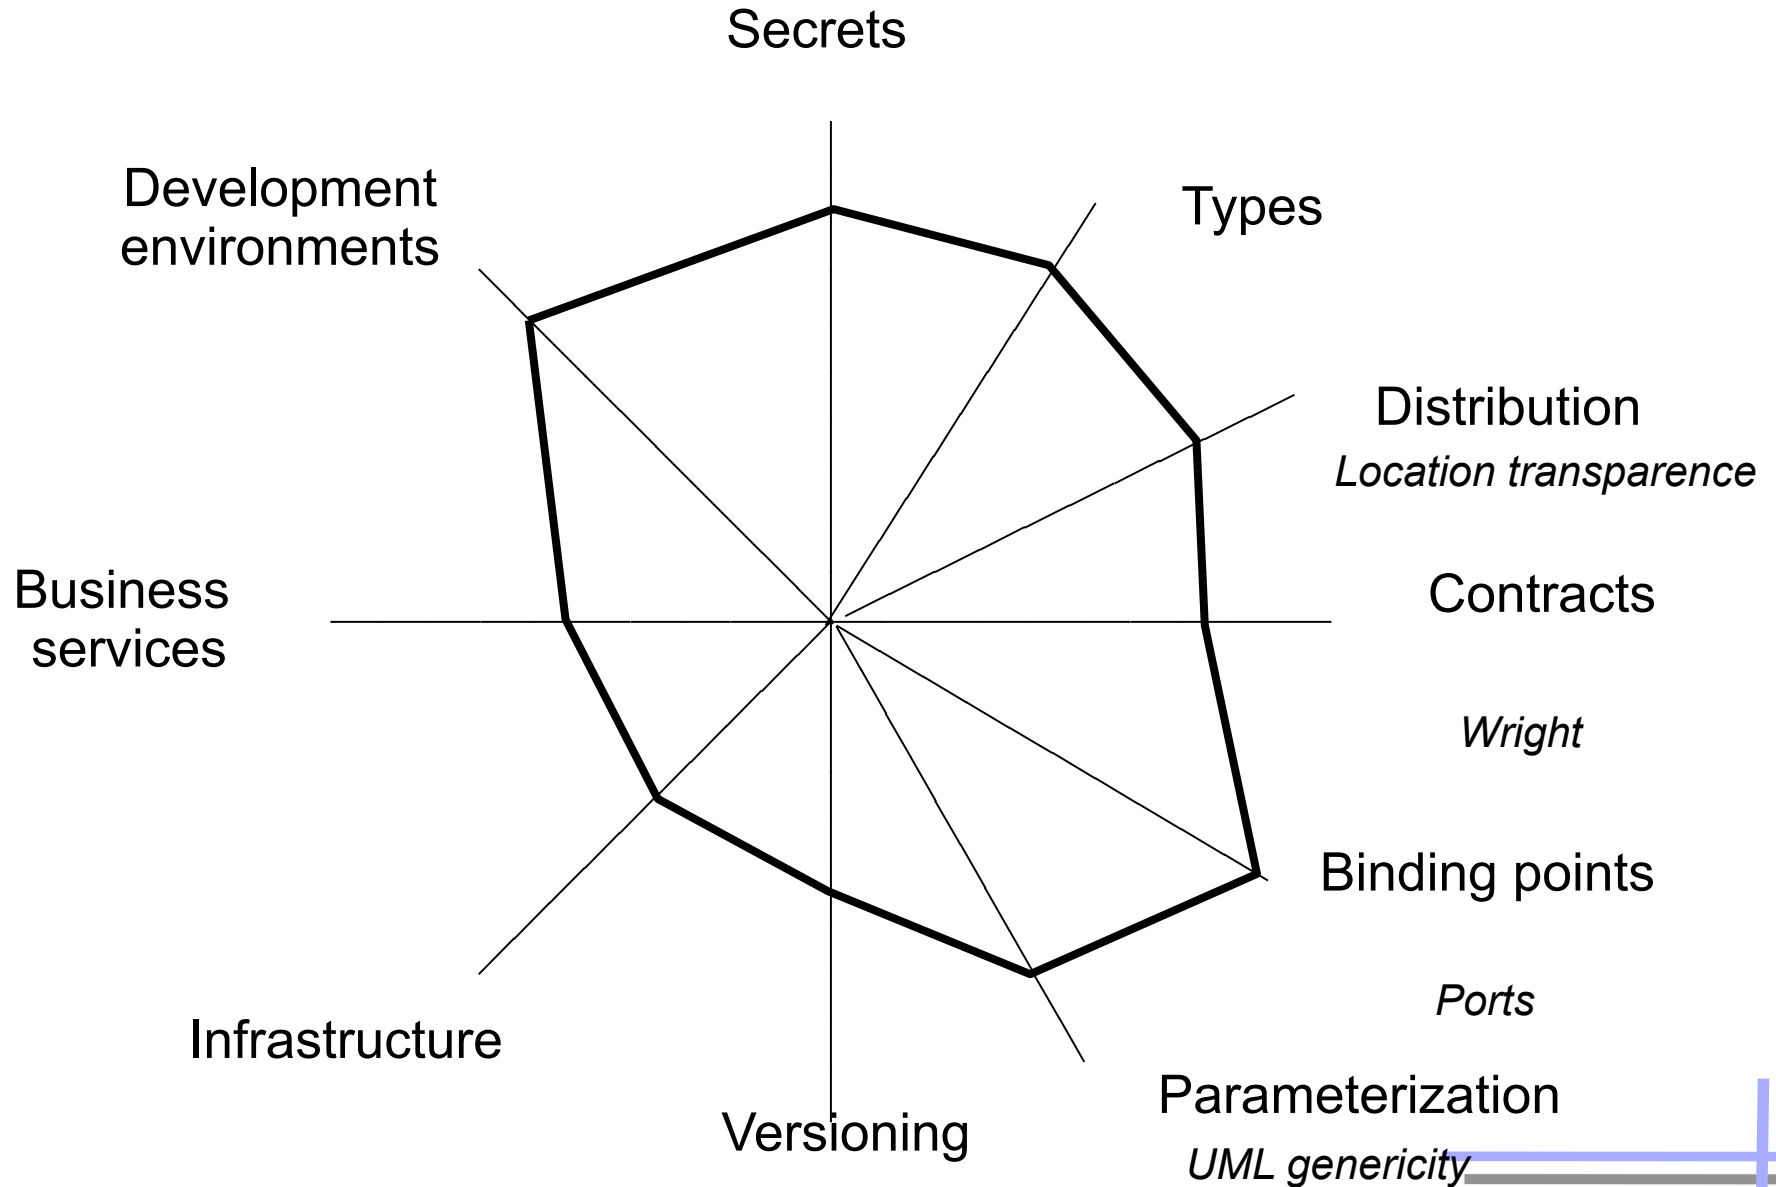 Secrets
Development
environments
Types
Distribution
Location transparence
Business
services
Contracts
Wright
Binding points
Ports
Infrastructure
Parameterization
Versioning
UML genericity